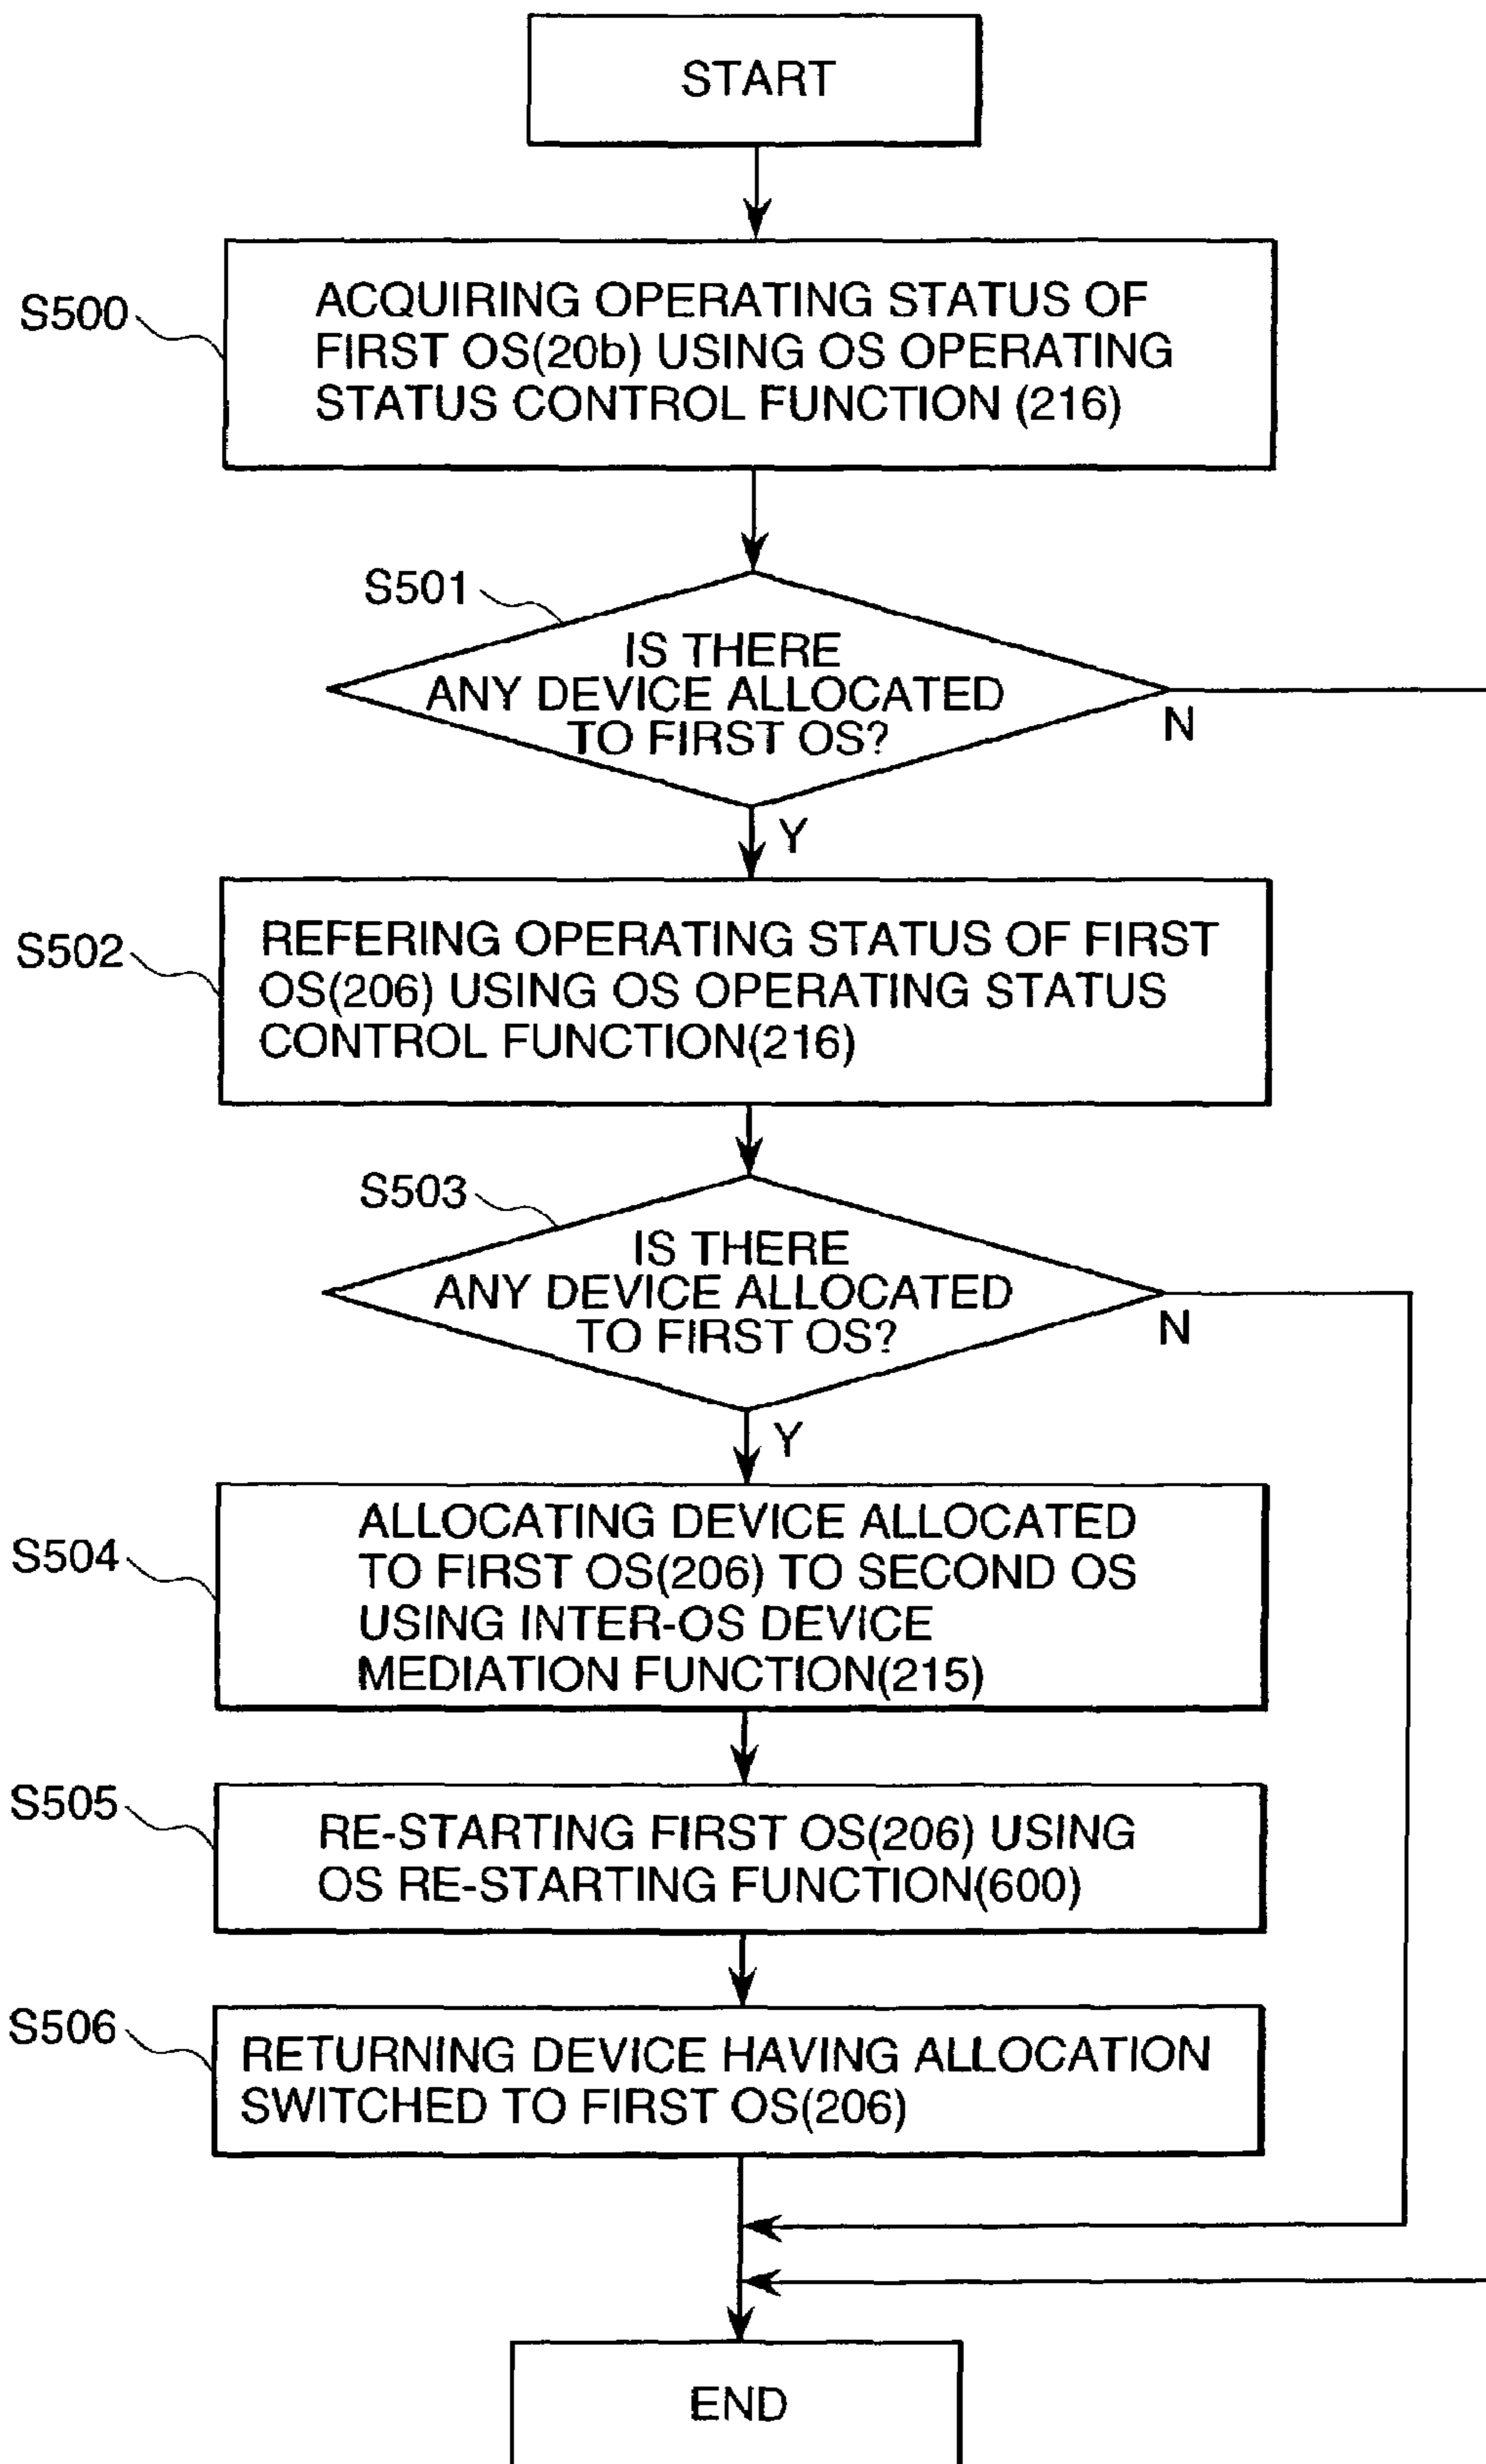 START
S500
ACQUIRING OPERATING STATUS OF
FIRST OS(20b) USING OS OPERATING
STATUS CONTROL FUNCTION (216)
S501
IS THERE
ANY DEVICE ALLOCATED
TO FIRST OS?
N
Y
S502
REFERING OPERATING STATUS OF FIRST
OS(206) USING OS OPERATING STATUS
CONTROL FUNCTION(216)
S503
IS THERE
ANY DEVICE ALLOCATED
TO FIRST OS?
N
Y
S504
ALLOCATING DEVICE ALLOCATED
TO FIRST OS(206) TO SECOND OS
USING INTER-OS DEVICE
MEDIATION FUNCTION(215)
S505
RE-STARTING FIRST OS(206) USING
OS RE-STARTING FUNCTION(600)
S506
RETURNING DEVICE HAVING ALLOCATION
SWITCHED TO FIRST OS(206)
END